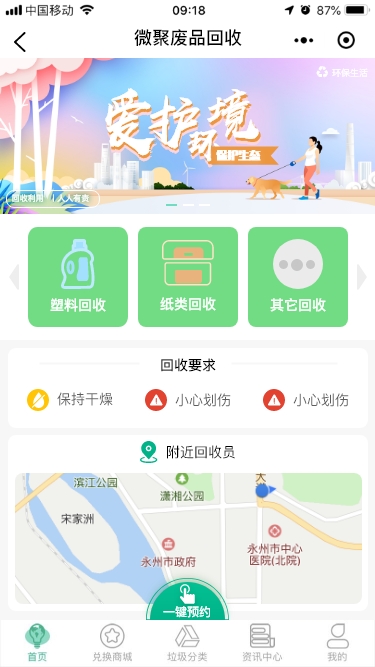 中国移动
09:18
87%
微聚废品回收
环保生活
爱护环境
保护生态
回收利用 人人有责
塑料回收
纸类回收
其它回收
回收要求
保持干燥
小心划伤
小心划伤
附近回收员
滨江公园
潇湘公园
大
宋家洲
永州市政府
永州市中心
医院(北院)
一键预约
首页
兑换商城
垃圾分类
资讯中心
我的